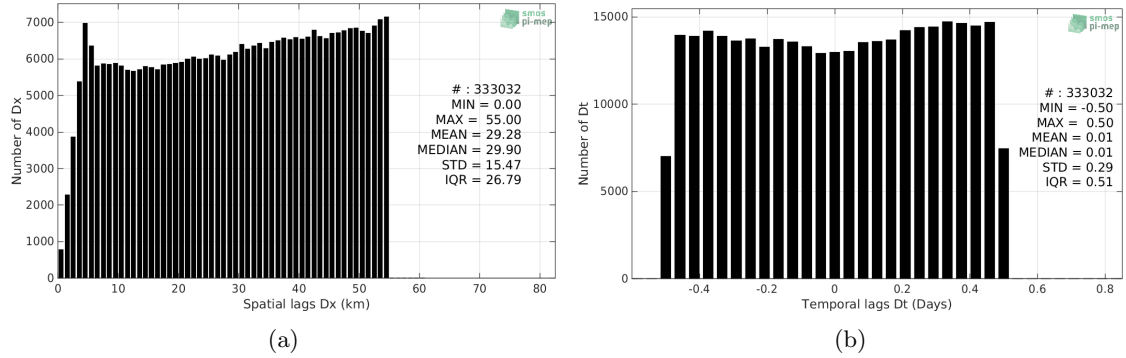 7000
6000
5000
4000
3000
2000
1000
0
Number of Dx
smos
pi-mep
# : 333032
MIN = 0.00
MAX = 55.00
MEAN = 29.28
MEDIAN = 29.90
STD = 15.47
IQR = 26.79
0 10 20 30 40 50 60 70 80
Spatial lags Dx (km)
(a)
15000
10000
5000
0
Number of Dt
smos
pi-mep
# : 333032
MIN = -0.50
MAX = 0.50
MEAN = 0.01
MEDIAN = 0.01
STD = 0.29
IQR = 0.51
-0.4 -0.2 0 0.2 0.4 0.6 0.8
Temporal lags Dt (Days)
(b)